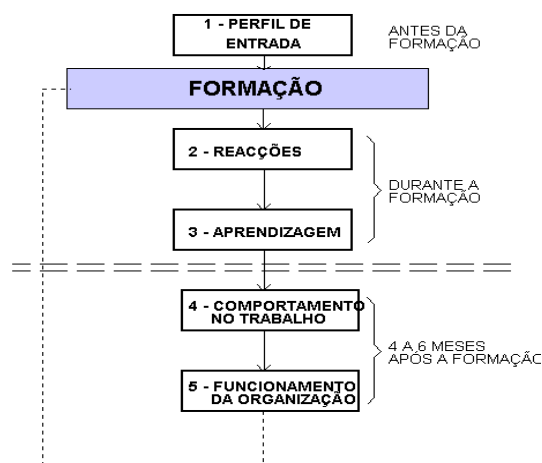 1 - PERFIL DE
ENTRADA
ANTES DA
FORMAÇÃO
FORMAÇÃO
2 - REACÇÕES
DURANTE A
FORMAÇÃO
3 - APRENDIZAGEM
4 - COMPORTAMENTO
NO TRABALHO
4 A 6 MESES
APÓS A FORMAÇÃO
5 - FUNCIONAMENTO
DA ORGANIZAÇÃO